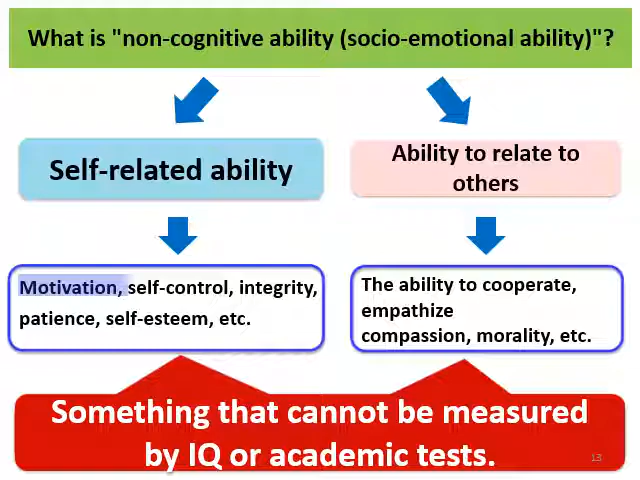 What is "non-cognitive ability (socio-emotional ability)"?
Self-related ability
Ability to relate to
others
Motivation, self-control, integrity,
patience, self-esteem, etc.
The ability to cooperate,
empathize
compassion, morality, etc.
Something that cannot be measured
by IQ or academic tests.
13